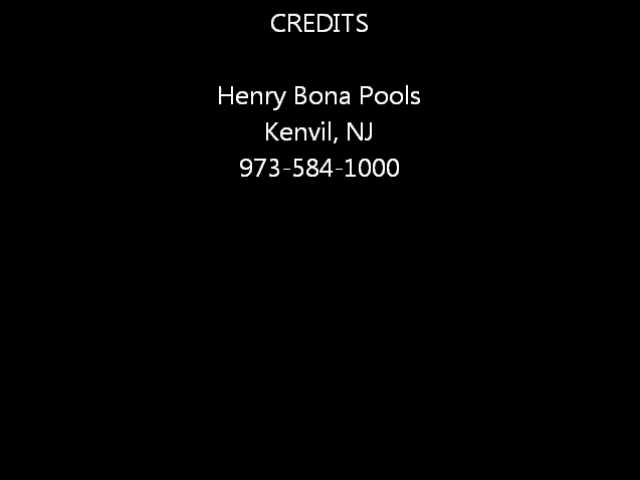 CREDITS
Henry Bona Pools
Kenvil, NJ
973-584-1000